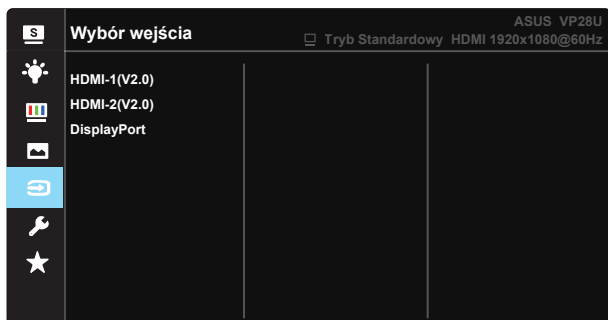 S
Wybór wejścia
ASUS VP28U
Tryb Standardowy HDMI 1920x1080@60Hz
HDMI-1(V2.0)
HDMI-2(V2.0)
DisplayPort